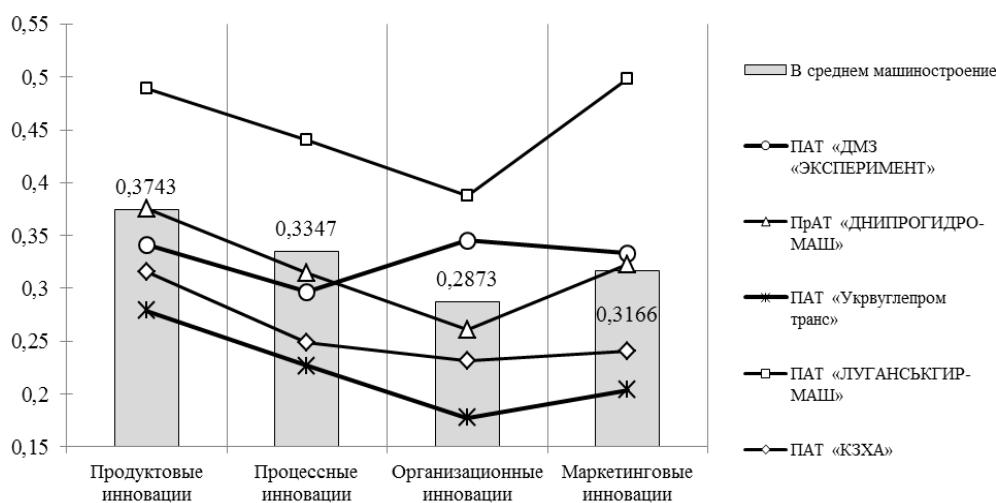 0,55
0,5
0,45
0,4
0,35
0,3
0,25
0,2
0,15
0,3743
0,3347
0,2873
0,3166
Продуктовые
инновации
Процессные
инновации
Организационные
инновации
Маркетинговые
инновации
В среднем машиностроение
ПАТ «ДМЗ
«ЭКСПЕРИМЕНТ»
ПрАТ «ДНИПРОГИДРО-
МАШ»
ПАТ «Укрвуглепром
транс»
ПАТ «ЛУГАНСЬКГИР-
МАШ»
ПАТ «КЗХА»